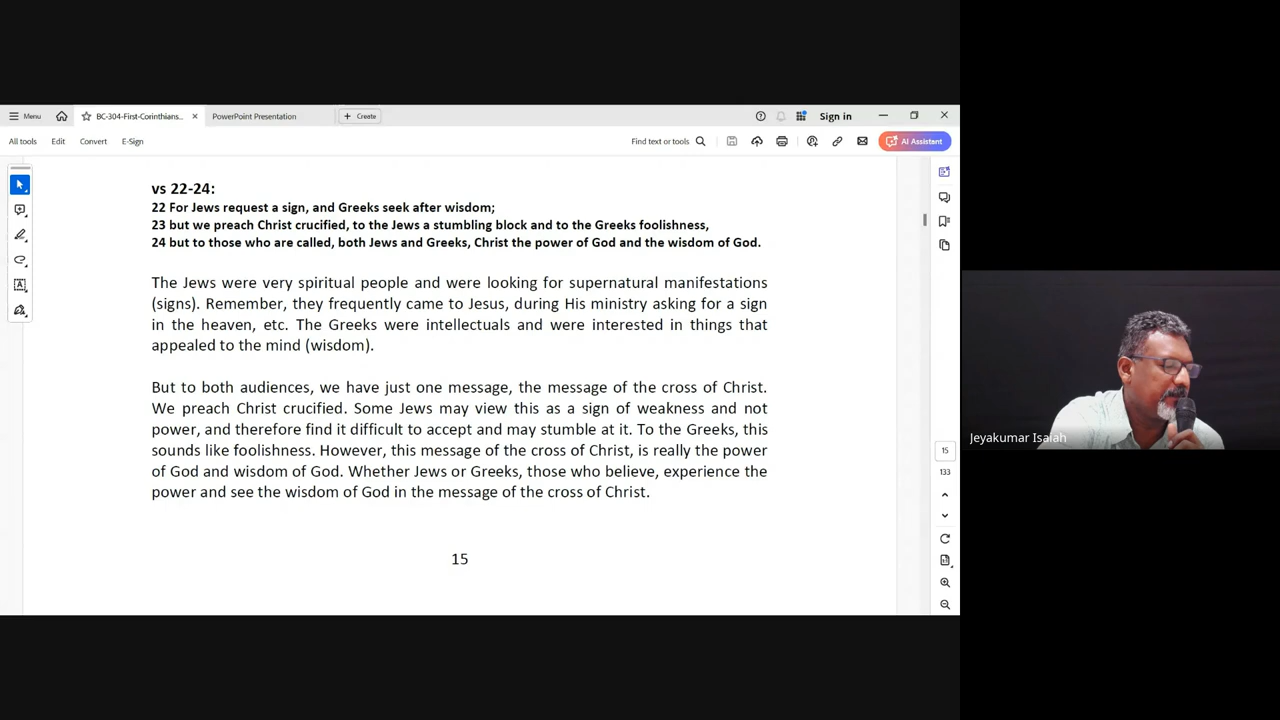 Menu
BC-304-First-Corinthians...
PowerPoint Presentation
Create
Sign in
All tools
Edit
Convert
E-Sign
Find text or tools
AI Assistant
vs 22-24:
22 For Jews request a sign, and Greeks seek after wisdom;
23 but we preach Christ crucified, to the Jews a stumbling block and to the Greeks foolishness,
24 but to those who are called, both Jews and Greeks, Christ the power of God and the wisdom of God.
The Jews were very spiritual people and were looking for supernatural manifestations
(signs). Remember, they frequently came to Jesus, during His ministry asking for a sign
in the heaven, etc. The Greeks were intellectuals and were interested in things that
appealed to the mind (wisdom).
But to both audiences, we have just one message, the message of the cross of Christ.
We preach Christ crucified. Some Jews may view this as a sign of weakness and not
power, and therefore find it difficult to accept and may stumble at it. To the Greeks, this
sounds like foolishness. However, this message of the cross of Christ, is really the power
of God and wisdom of God. Whether Jews or Greeks, those who believe, experience the
power and see the wisdom of God in the message of the cross of Christ.
15
15
133
Jeyakumar Isaiah